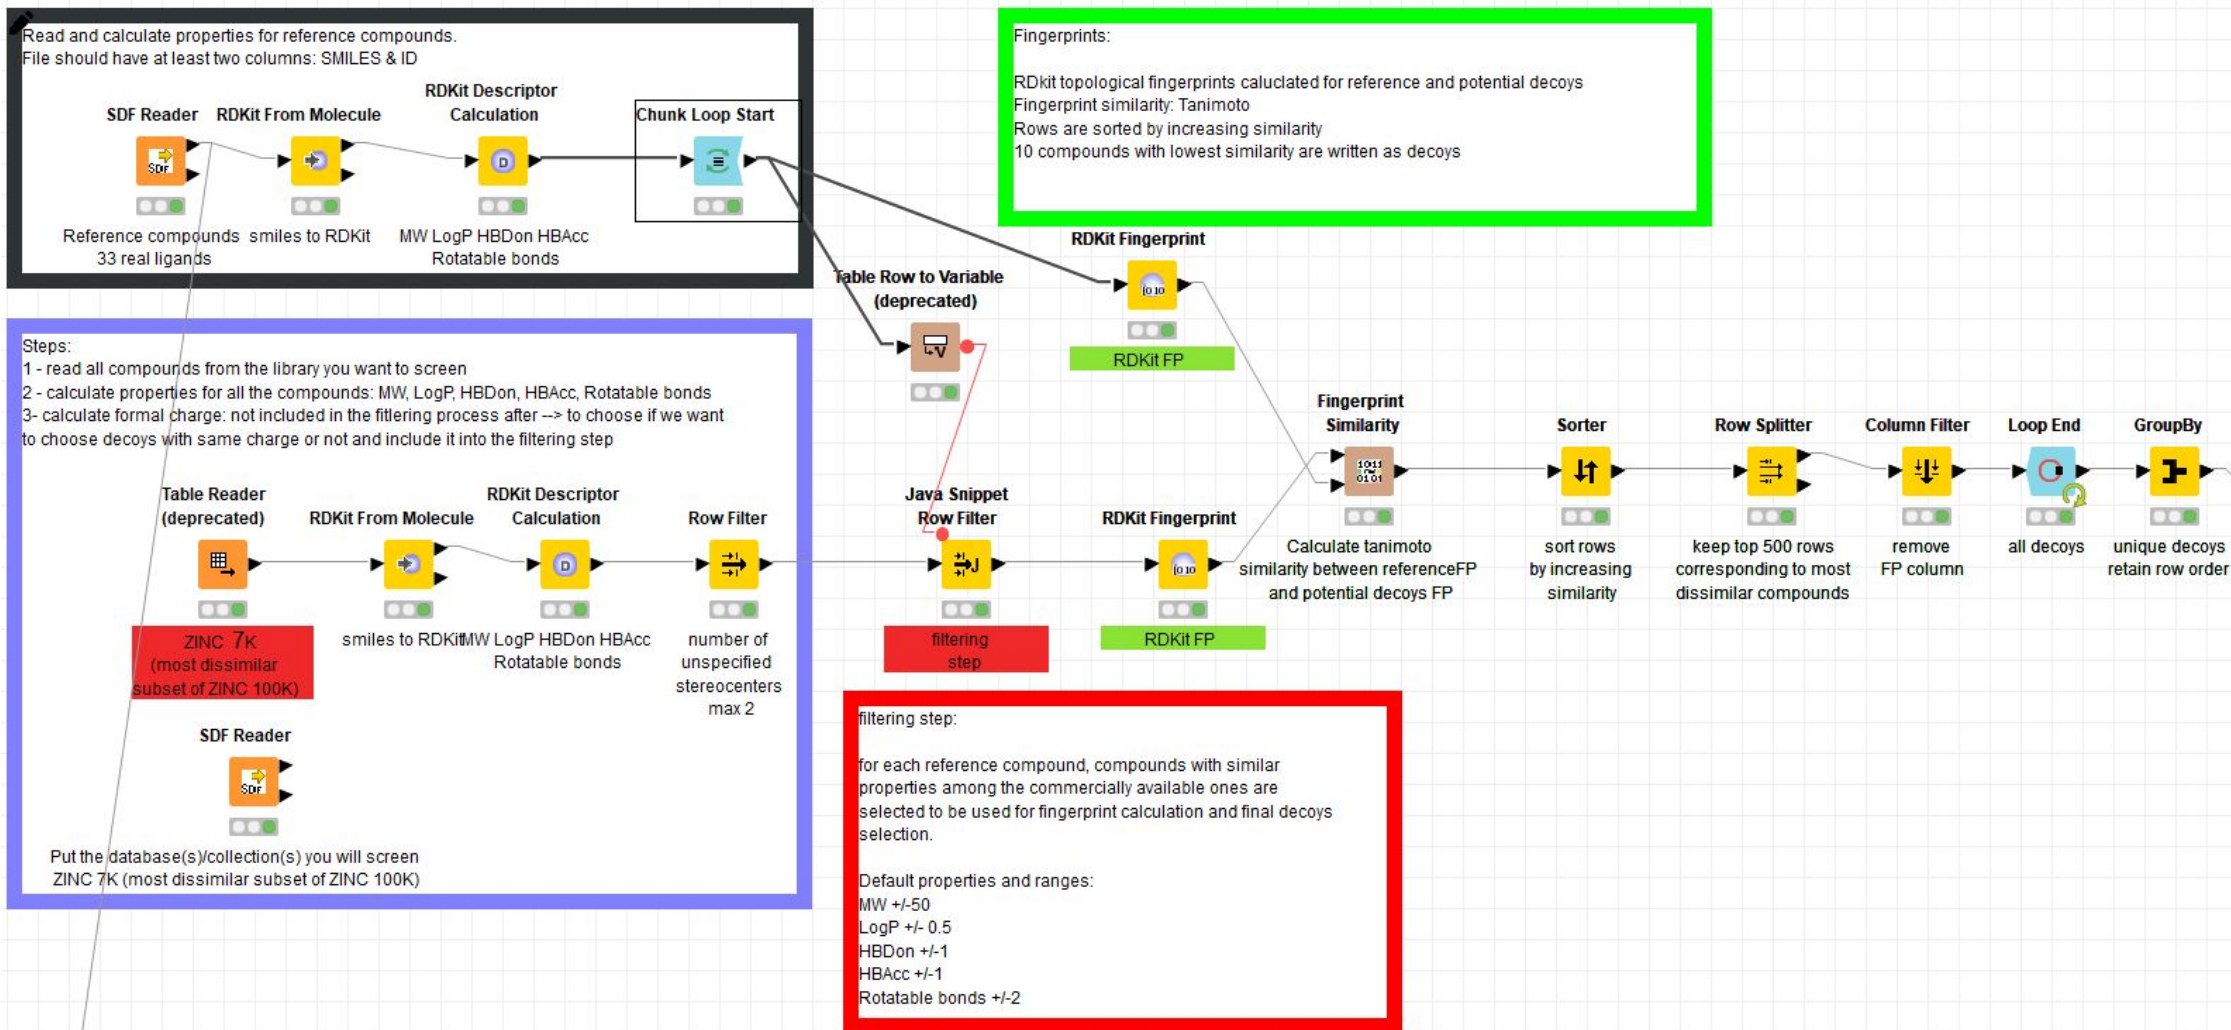 Read and calculate properties for reference compounds.
File should have at least two columns: SMILES & ID
SDF Reader
RDKit From Molecule
RDKit Descriptor
Calculation
Chunk Loop Start
SDF
D
Reference compounds
33 real ligands
smiles to RDKit
MW LogP HBDon HBAcc
Rotatable bonds
Fingerprints:
RDkit topological fingerprints caluclated for reference and potential decoys
Fingerprint similarity: Tanimoto
Rows are sorted by increasing similarity
10 compounds with lowest similarity are written as decoys
Table Row to Variable
(deprecated)
V
RDKit Fingerprint
RDKit FP
Steps:
1 - read all compounds from the library you want to screen
2 - calculate properties for all the compounds: MW, LogP, HBDon, HBAcc, Rotatable bonds
3- calculate formal charge: not included in the fitlering process after --> to choose if we want
to choose decoys with same charge or not and include it into the filtering step
Table Reader
(deprecated)
RDKit From Molecule
RDKit Descriptor
Calculation
Row Filter
D
ZINC 7K
(most dissimilar
subset of ZINC 100K)
smiles to RDKit
MW LogP HBDon HBAcc
Rotatable bonds
number of
unspecified
stereocenters
max 2
SDF Reader
SDF
Put the database(s)/collection(s) you will screen
ZINC 7K (most dissimilar subset of ZINC 100K)
Java Snippet
Row Filter
J
filtering
step
RDKit Fingerprint
RDKit FP
Fingerprint
Similarity
Calculate tanimoto
similarity between referenceFP
and potential decoys FP
Sorter
sort rows
by increasing
similarity
Row Splitter
keep top 500 rows
corresponding to most
dissimilar compounds
Column Filter
remove
FP column
Loop End
all decoys
GroupBy
unique decoys
retain row order
filtering step:
for each reference compound, compounds with similar
properties among the commercially available ones are
selected to be used for fingerprint calculation and final decoys
selection.
Default properties and ranges:
MW +/-50
LogP +/- 0.5
HBDon +/-1
HBAcc +/-1
Rotatable bonds +/-2